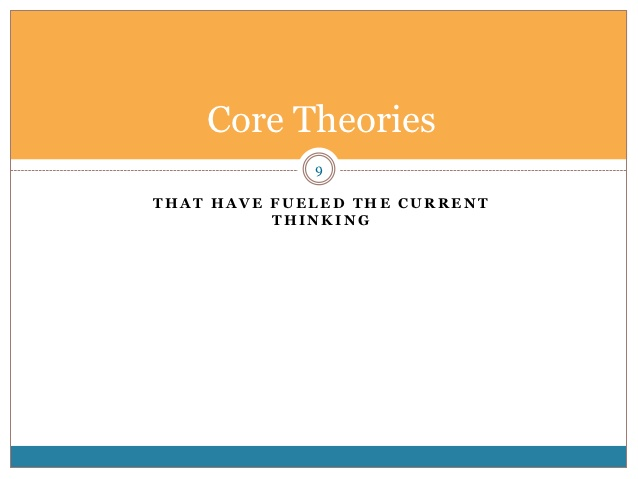 Core Theories
9
THAT HAVE FUELED THE CURRENT
THINKING